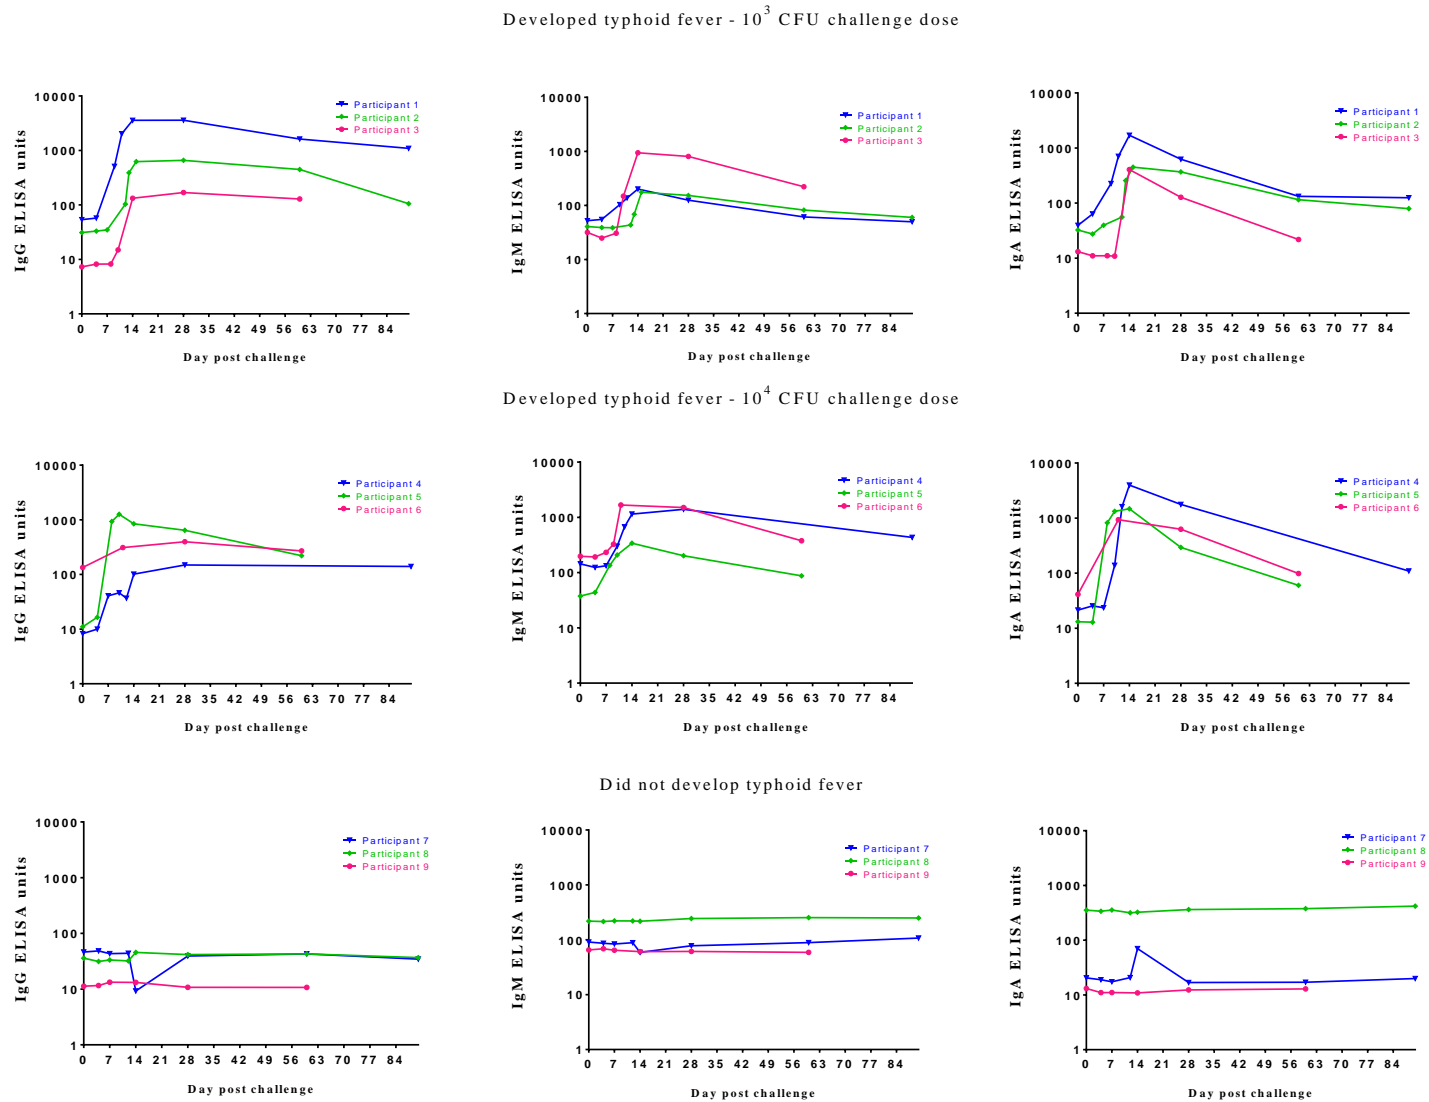 Developed typhoid fever - 10^3 CFU challenge dose
IgG ELISA units
10000
1000
100
10
1
0 7 14 21 28 35 42 49 56 63 70 77 84
Day post challenge
Participant 1
Participant 2
Participant 3
IgM ELISA units
10000
1000
100
10
1
0 7 14 21 28 35 42 49 56 63 70 77 84
Day post challenge
Participant 1
Participant 2
Participant 3
IgA ELISA units
10000
1000
100
10
1
0 7 14 21 28 35 42 49 56 63 70 77 84
Day post challenge
Participant 1
Participant 2
Participant 3
Developed typhoid fever - 10^4 CFU challenge dose
IgG ELISA units
10000
1000
100
10
1
0 7 14 21 28 35 42 49 56 63 70 77 84
Day post challenge
Participant 4
Participant 5
Participant 6
IgM ELISA units
10000
1000
100
10
1
0 7 14 21 28 35 42 49 56 63 70 77 84
Day post challenge
Participant 4
Participant 5
Participant 6
IgA ELISA units
10000
1000
100
10
1
0 7 14 21 28 35 42 49 56 63 70 77 84
Day post challenge
Participant 4
Participant 5
Participant 6
Did not develop typhoid fever
IgG ELISA units
10000
1000
100
10
1
0 7 14 21 28 35 42 49 56 63 70 77 84
Day post challenge
Participant 7
Participant 8
Participant 9
IgM ELISA units
10000
1000
100
10
1
0 7 14 21 28 35 42 49 56 63 70 77 84
Day post challenge
Participant 7
Participant 8
Participant 9
IgA ELISA units
10000
1000
100
10
1
0 7 14 21 28 35 42 49 56 63 70 77 84
Day post challenge
Participant 7
Participant 8
Participant 9